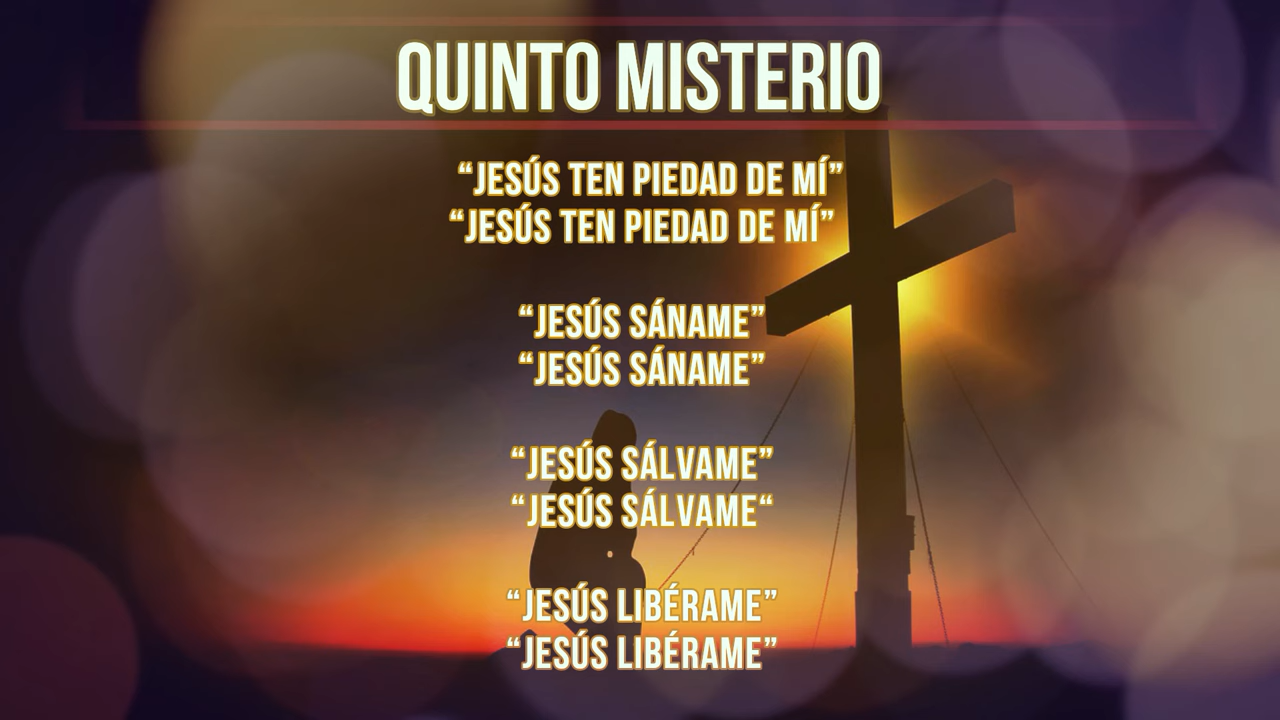 QUINTO MISTERIO
“JESÚS TEN PIEDAD DE MÍ”
“JESÚS TEN PIEDAD DE MÍ”
“JESÚS SÁNAME”
“JESÚS SÁNAME”
“JESÚS SÁLVAME”
“JESÚS SÁLVAME“
“JESÚS LIBÉRAME”
“JESÚS LIBÉRAME”